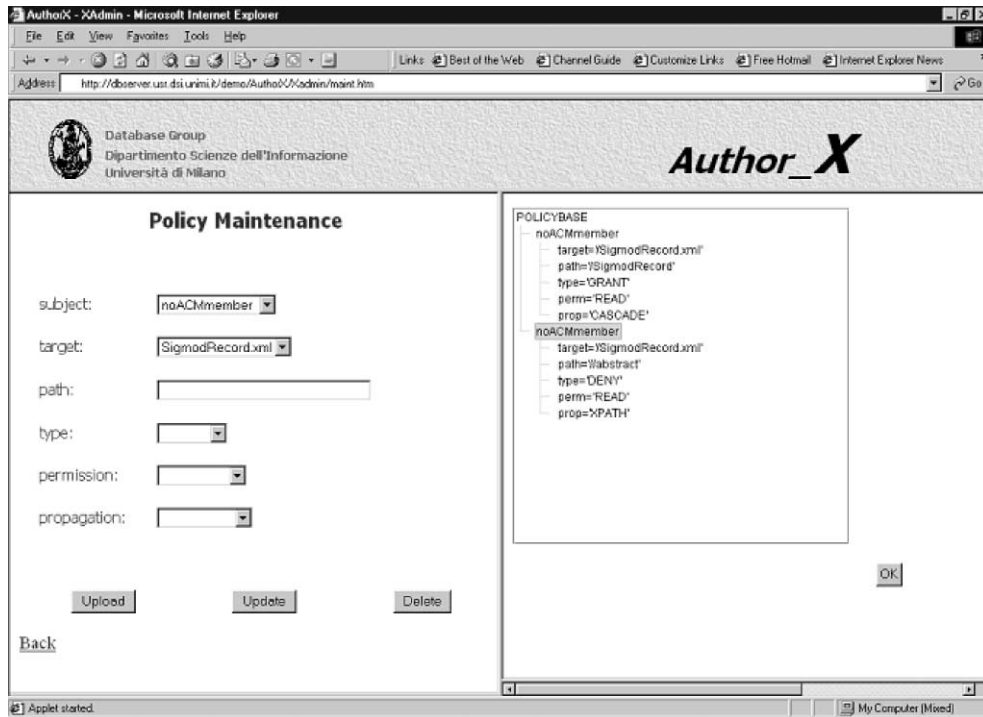 AuthorX - XAdmin - Microsoft Internet Explorer
File Edit View Favorites Tools Help
Links Best of the Web Channel Guide Customize Links Free Hotmail Internet Explorer News
Address http://dbserver.usr.dsi.unimi.it/demo/AuthorX/Xadmin/maint.htm Go
Database Group
Dipartimento Scienze dell'Informazione
Università di Milano
Author_X
Policy Maintenance
subject: noACMmember
target: SigmodRecord.xml
path:
type:
permission:
propagation:
Upload Update Delete
Back
POLICYBASE
noACMmember
target='/SigmodRecord.xml'
path='/SigmodRecord'
type='GRANT'
perm='READ'
prop='CASCADE'
noACMmember
target='/SigmodRecord.xml'
path='//abstract'
type='DENY'
perm='READ'
prop='XPATH'
OK
Applet started. My Computer (Mixed)